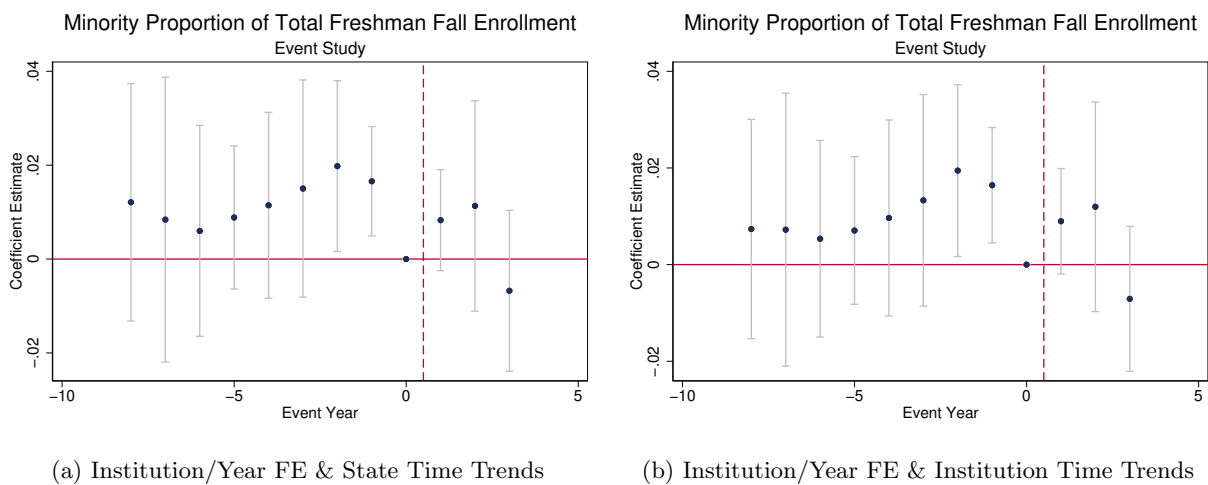 Minority Proportion of Total Freshman Fall Enrollment
Event Study
Coefficient Estimate
.04
.02
0
-.02
-10
-5
0
5
Event Year
(a) Institution/Year FE & State Time Trends
Minority Proportion of Total Freshman Fall Enrollment
Event Study
Coefficient Estimate
.04
.02
0
-.02
-10
-5
0
5
Event Year
(b) Institution/Year FE & Institution Time Trends